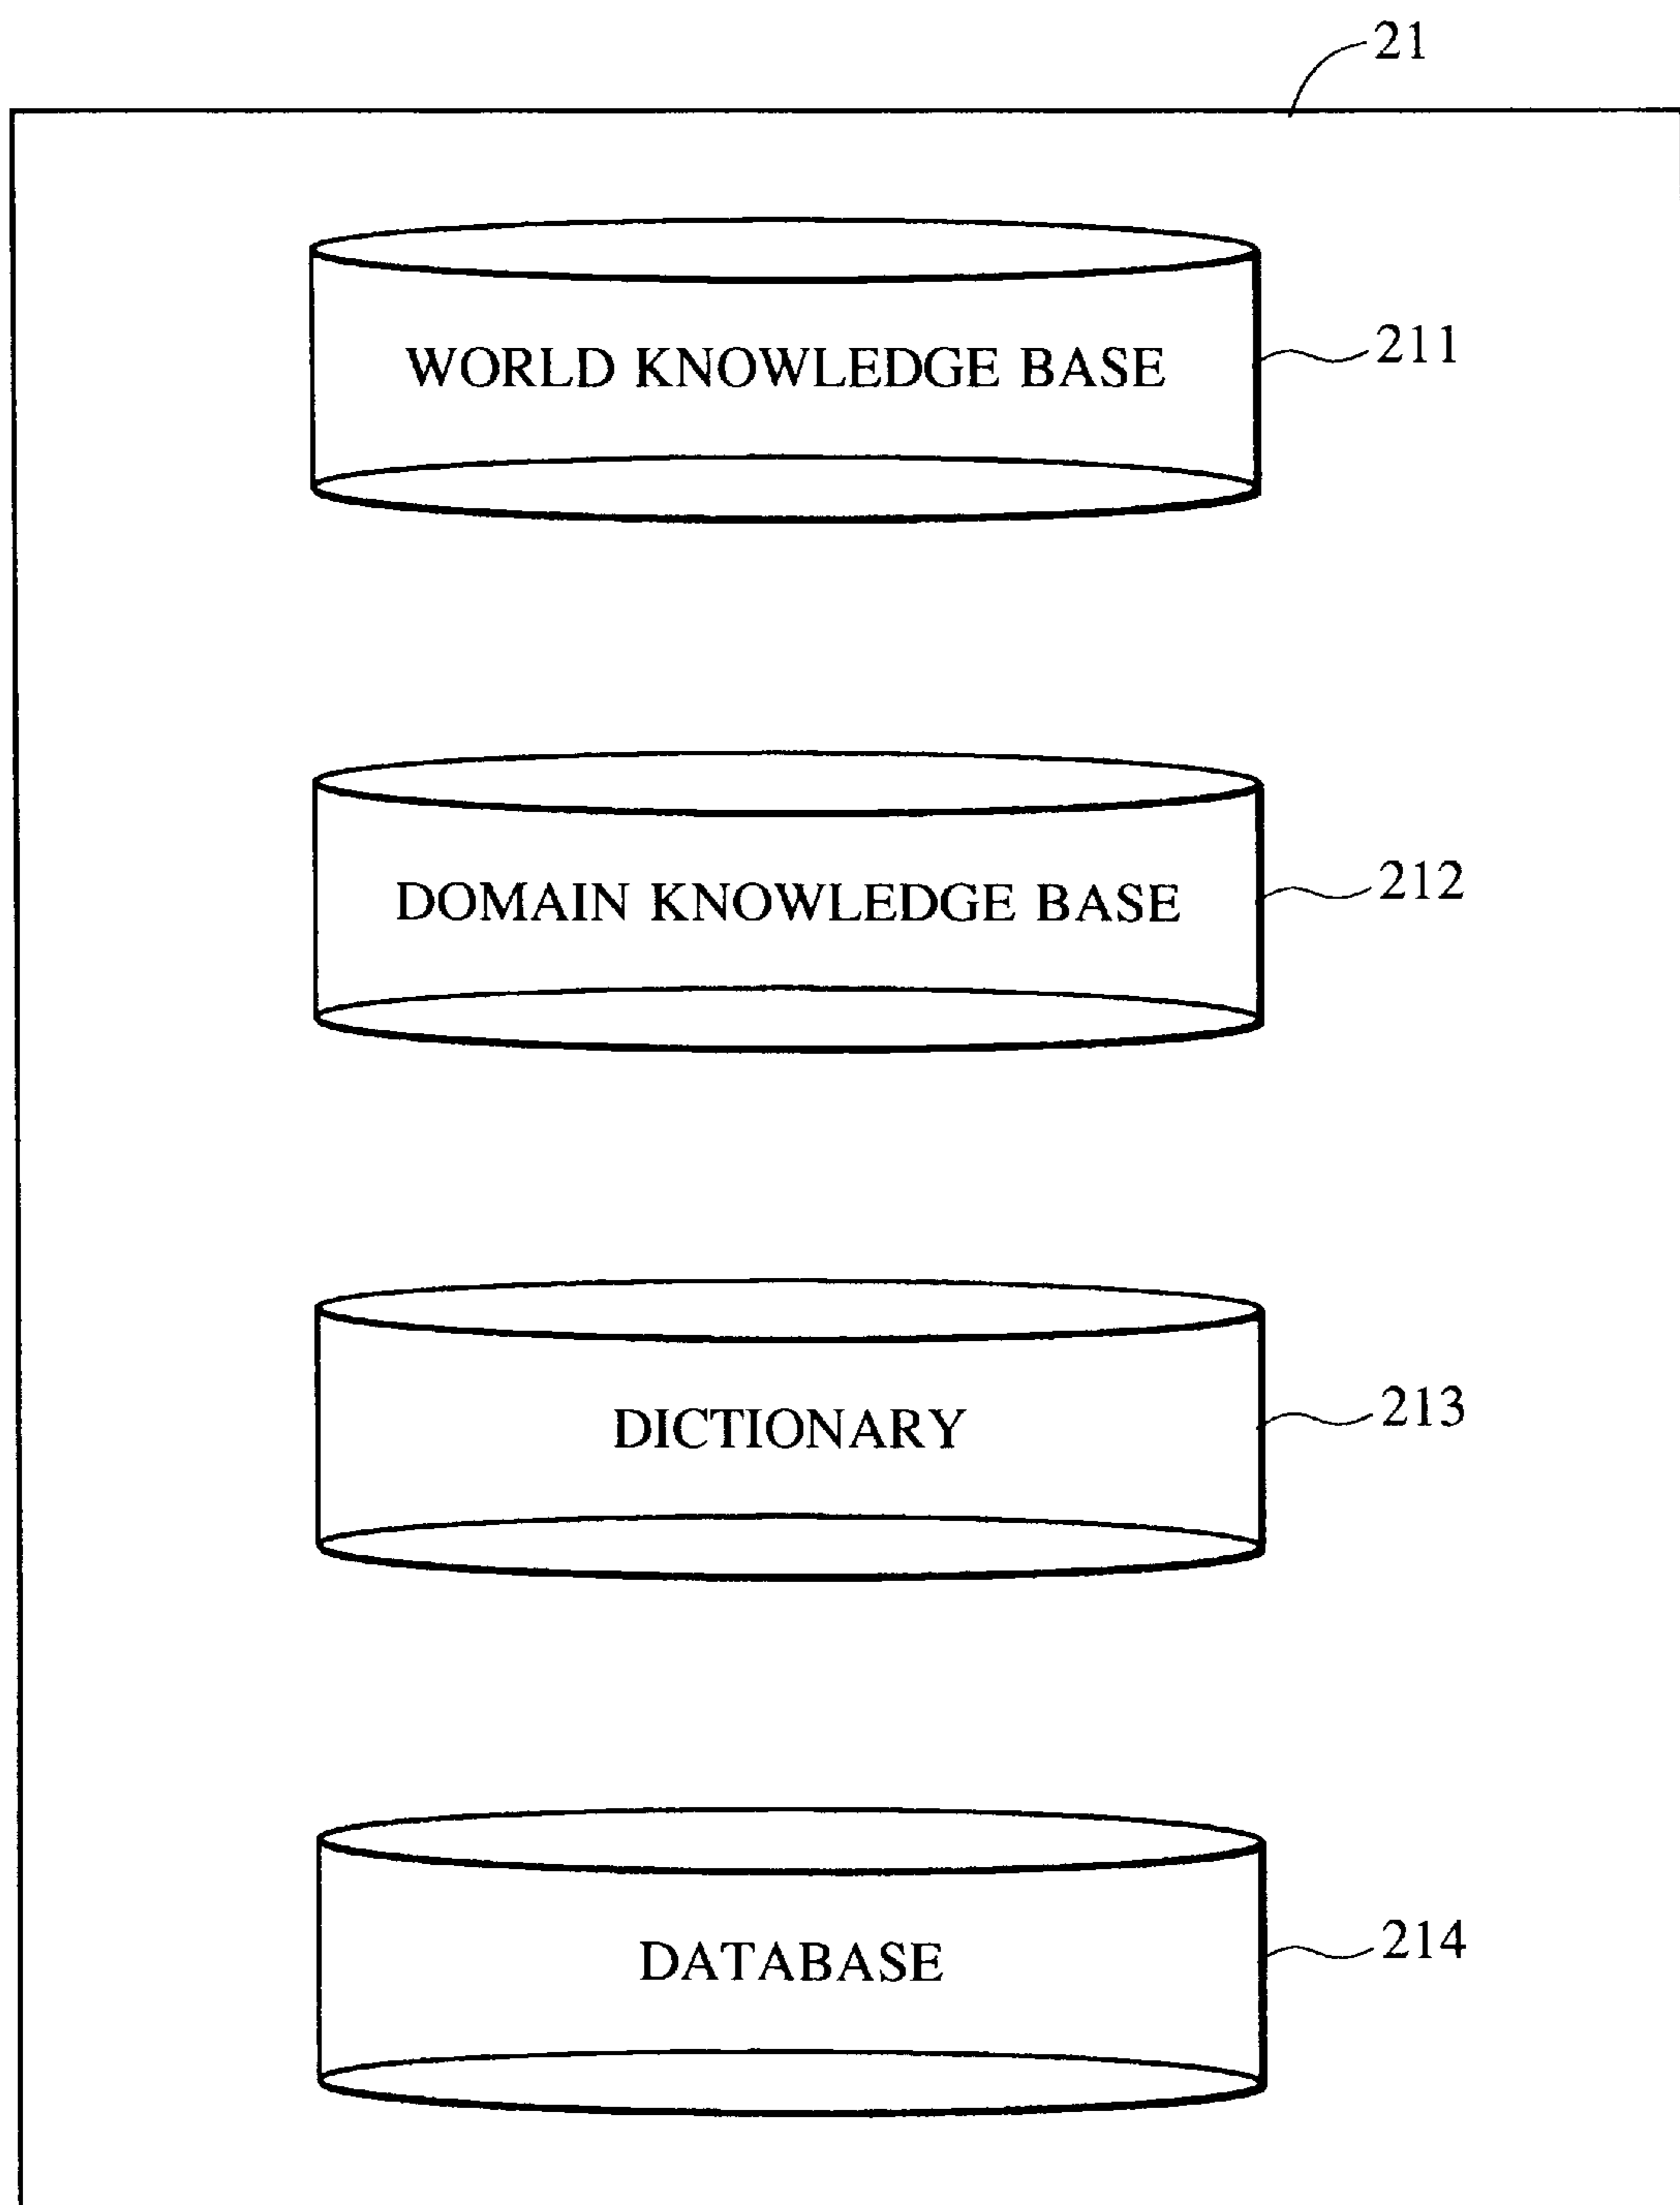 21
WORLD KNOWLEDGE BASE 211
DOMAIN KNOWLEDGE BASE 212
DICTIONARY 213
DATABASE 214